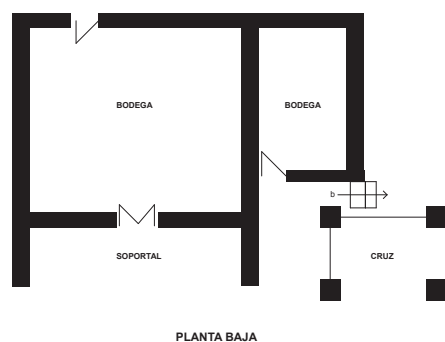 BODEGA
BODEGA
b
SOPORTAL
CRUZ
PLANTA BAJA